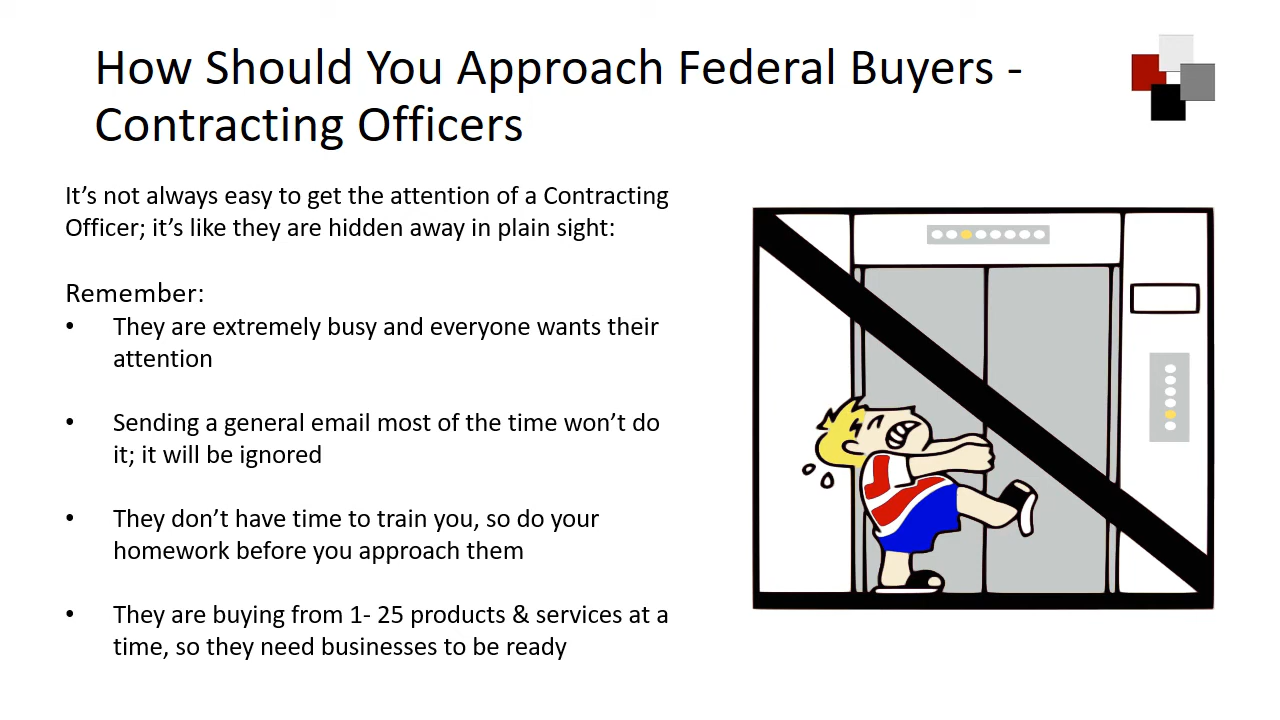 How Should You Approach Federal Buyers -
Contracting Officers
It’s not always easy to get the attention of a Contracting
Officer; it’s like they are hidden away in plain sight:
Remember:
• They are extremely busy and everyone wants their
attention
• Sending a general email most of the time won’t do
it; it will be ignored
• They don’t have time to train you, so do your
homework before you approach them
• They are buying from 1- 25 products & services at a
time, so they need businesses to be ready